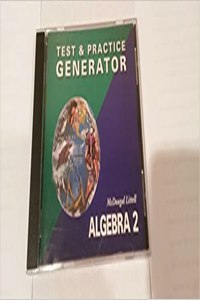 TEST & PRACTICE
GENERATOR
McDougal Littell
ALGEBRA 2